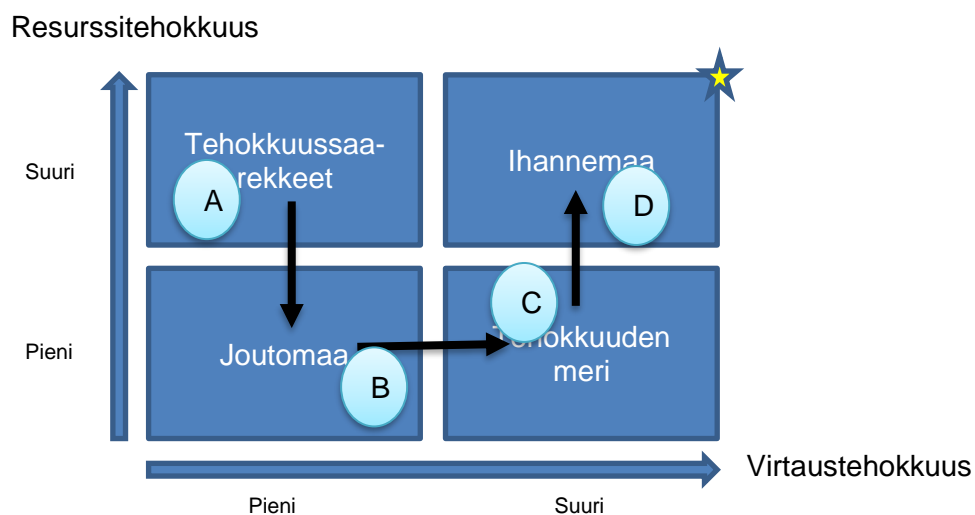 Resurssitehokkuus
Tehokkuussaa-
rekkeet
Ihannemaa
Suuri
A
D
C
Tehokkuuden
meri
Pieni
Joutomaa
B
Virtaustehokkuus
Pieni
Suuri